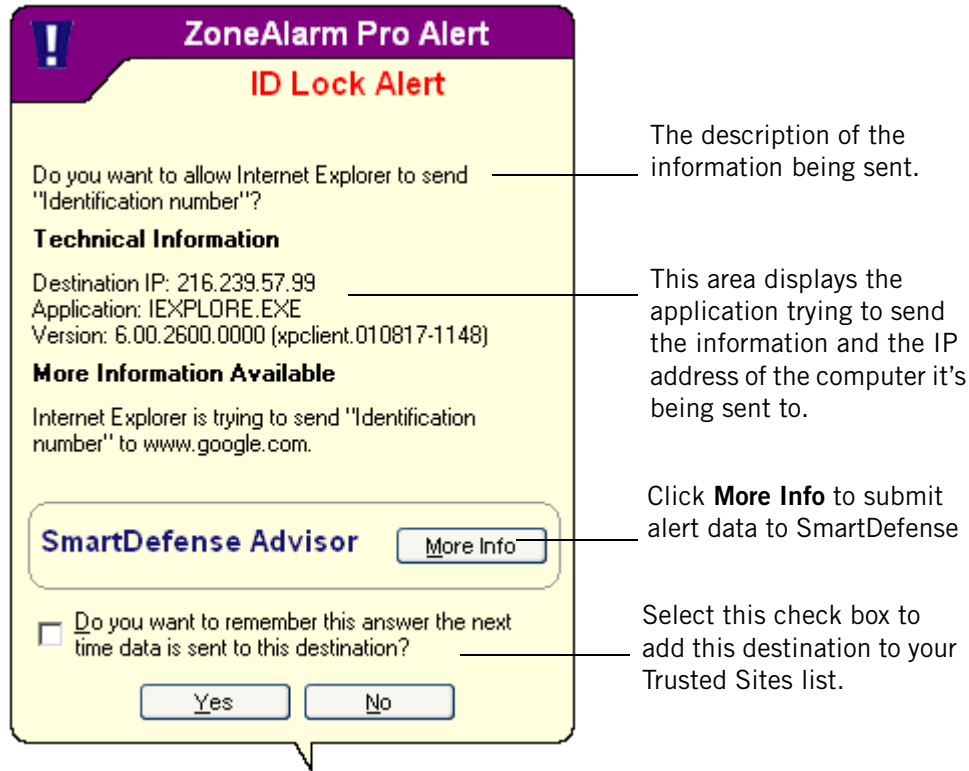 ZoneAlarm Pro Alert
ID Lock Alert
Do you want to allow Internet Explorer to send
"Identification number"?
Technical Information
Destination IP: 216.239.57.99
Application: IEXPLORE.EXE
Version: 6.00.2600.0000 (xpclient.010817-1148)
More Information Available
Internet Explorer is trying to send "Identification
number" to www.google.com.
SmartDefense Advisor
More Info
Do you want to remember this answer the next
time data is sent to this destination?
Yes
No
The description of the
information being sent.
This area displays the
application trying to send
the information and the IP
address of the computer it's
being sent to.
Click More Info to submit
alert data to SmartDefense
Select this check box to
add this destination to your
Trusted Sites list.